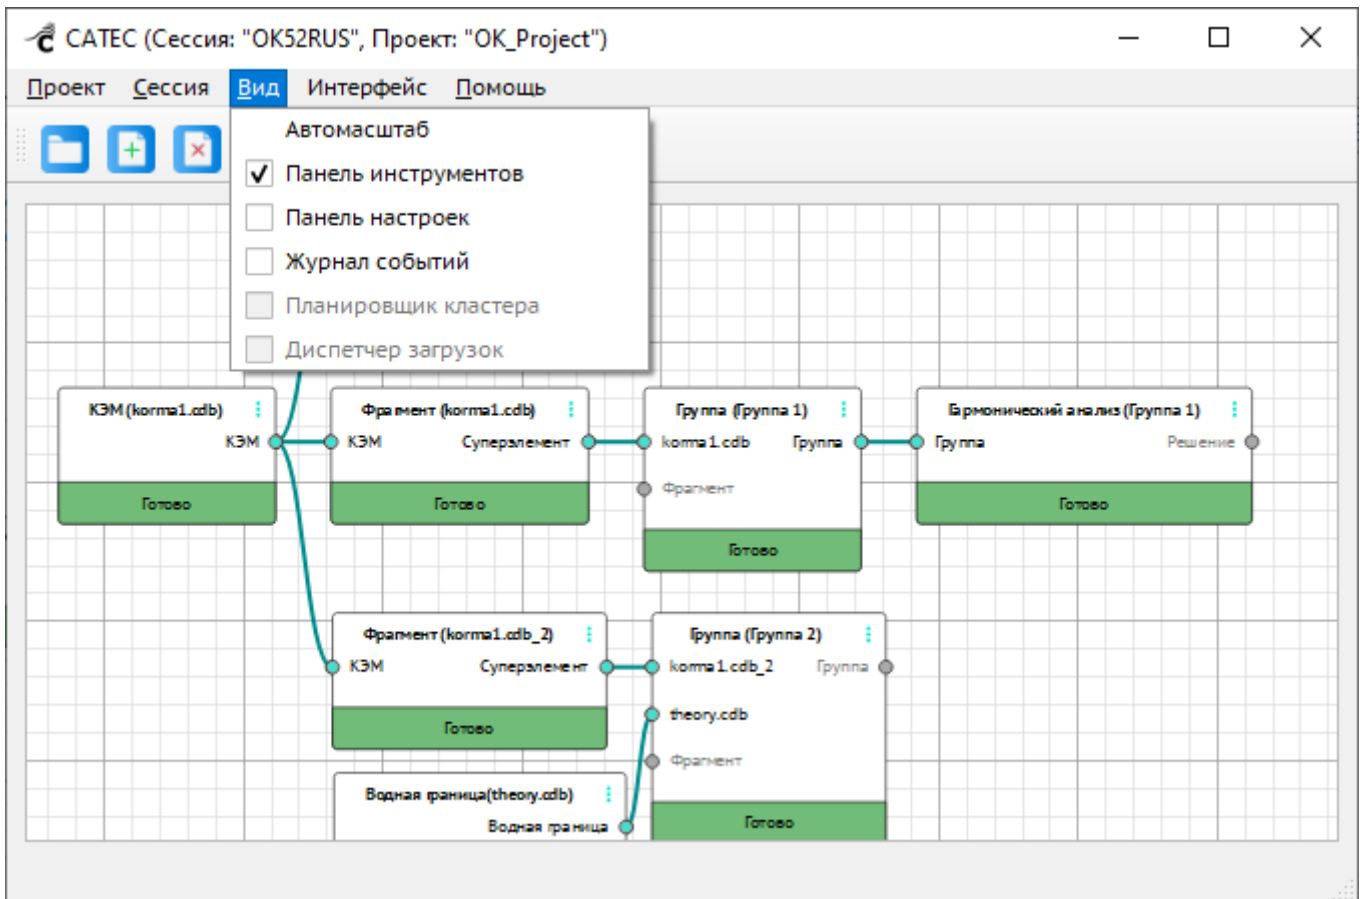 CATEC (Сессия: "OK52RUS", Проект: "OK_Project")
Проект Сессия Вид Интерфейс Помощь
Автомасштаб
Панель инструментов
Панель настроек
Журнал событий
Планировщик кластера
Диспетчер загрузок
КЭМ (korma1.cdb)
КЭМ
Готово
Фрагмент (korma1.cdb)
КЭМ Суперэлемент
Готово
Группа (Группа 1)
korma1.cdb Группа
Фрагмент
Готово
Гармонический анализ (Группа 1)
Группа Решение
Готово
Фрагмент (korma1.cdb_2)
КЭМ Суперэлемент
Готово
Группа (Группа 2)
korma1.cdb_2 Группа
theory.cdb
Фрагмент
Готово
Водная граница(theory.cdb)
Водная граница